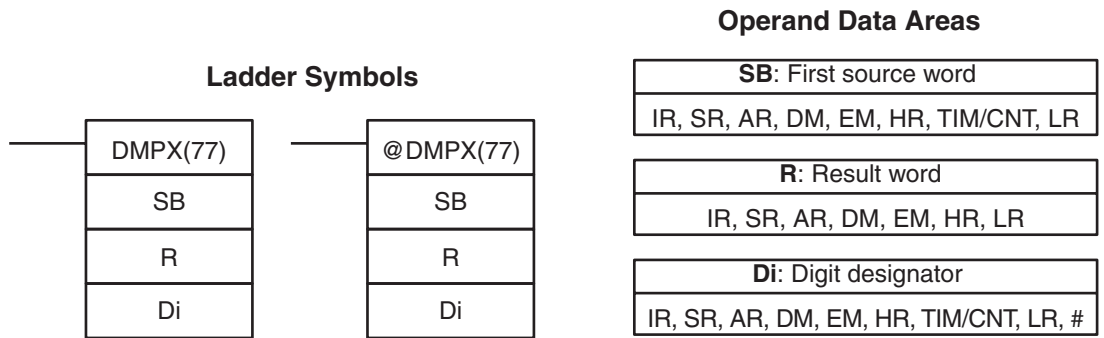 Ladder Symbols
DMPX(77)
SB
R
Di
@DMPX(77)
SB
R
Di
Operand Data Areas
SB: First source word
IR, SR, AR, DM, EM, HR, TIM/CNT, LR
R: Result word
IR, SR, AR, DM, EM, HR, LR
Di: Digit designator
IR, SR, AR, DM, EM, HR, TIM/CNT, LR, #